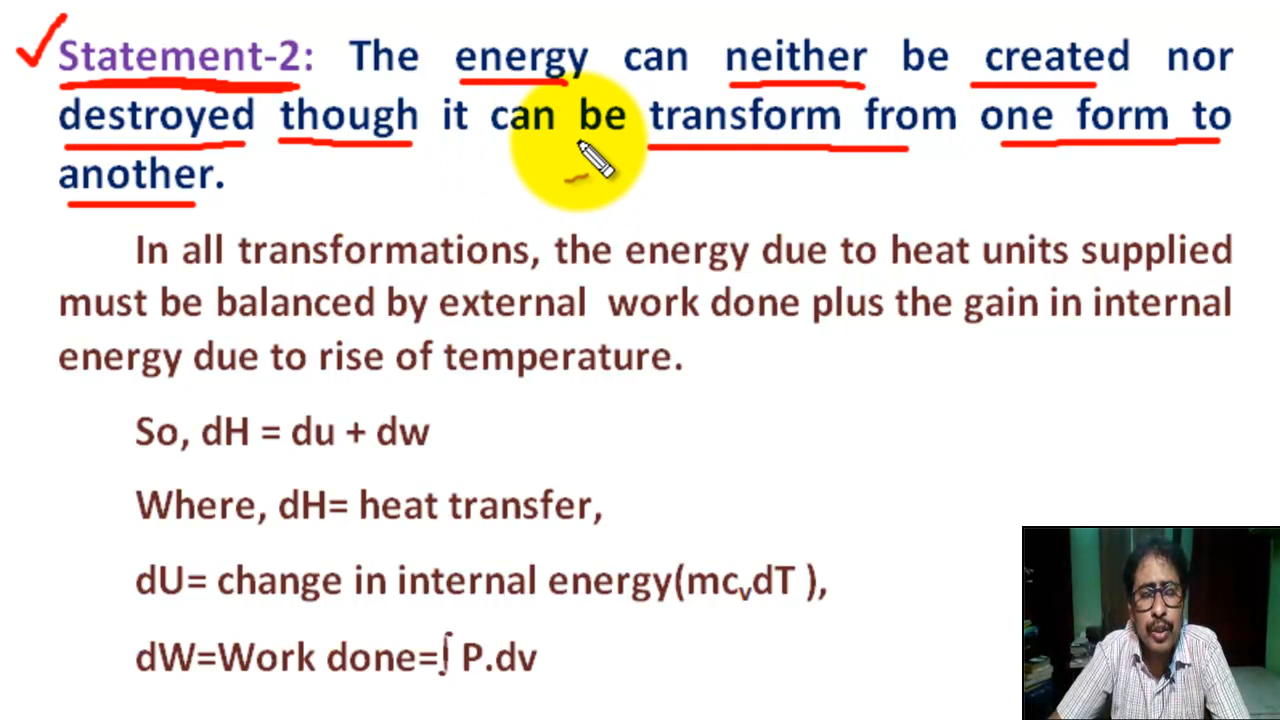 Statement-2: The energy can neither be created nor
destroyed though it can be transform from one form to
another.
In all transformations, the energy due to heat units supplied
must be balanced by external work done plus the gain in internal
energy due to rise of temperature.
So, dH = du + dw
Where, dH= heat transfer,
dU= change in internal energy(mcᵥdT ),
dW=Work done=∫ P.dv